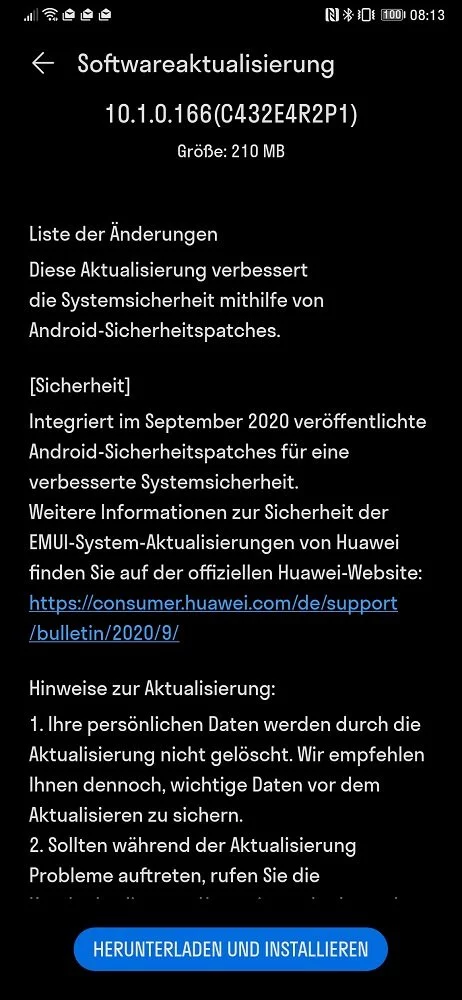 100 08:13
Softwareaktualisierung
10.1.0.166(C432E4R2P1)
Größe: 210 MB
Liste der Änderungen
Diese Aktualisierung verbessert
die Systemsicherheit mithilfe von
Android-Sicherheitspatches.
[Sicherheit]
Integriert im September 2020 veröffentlichte
Android-Sicherheitspatches für eine
verbesserte Systemsicherheit.
Weitere Informationen zur Sicherheit der
EMUI-System-Aktualisierungen von Huawei
finden Sie auf der offiziellen Huawei-Website:
https://consumer.huawei.com/de/support
/bulletin/2020/9/
Hinweise zur Aktualisierung:
1. Ihre persönlichen Daten werden durch die
Aktualisierung nicht gelöscht. Wir empfehlen
Ihnen dennoch, wichtige Daten vor dem
Aktualisieren zu sichern.
2. Sollten während der Aktualisierung
Probleme auftreten, rufen Sie die
HERUNTERLADEN UND INSTALLIEREN